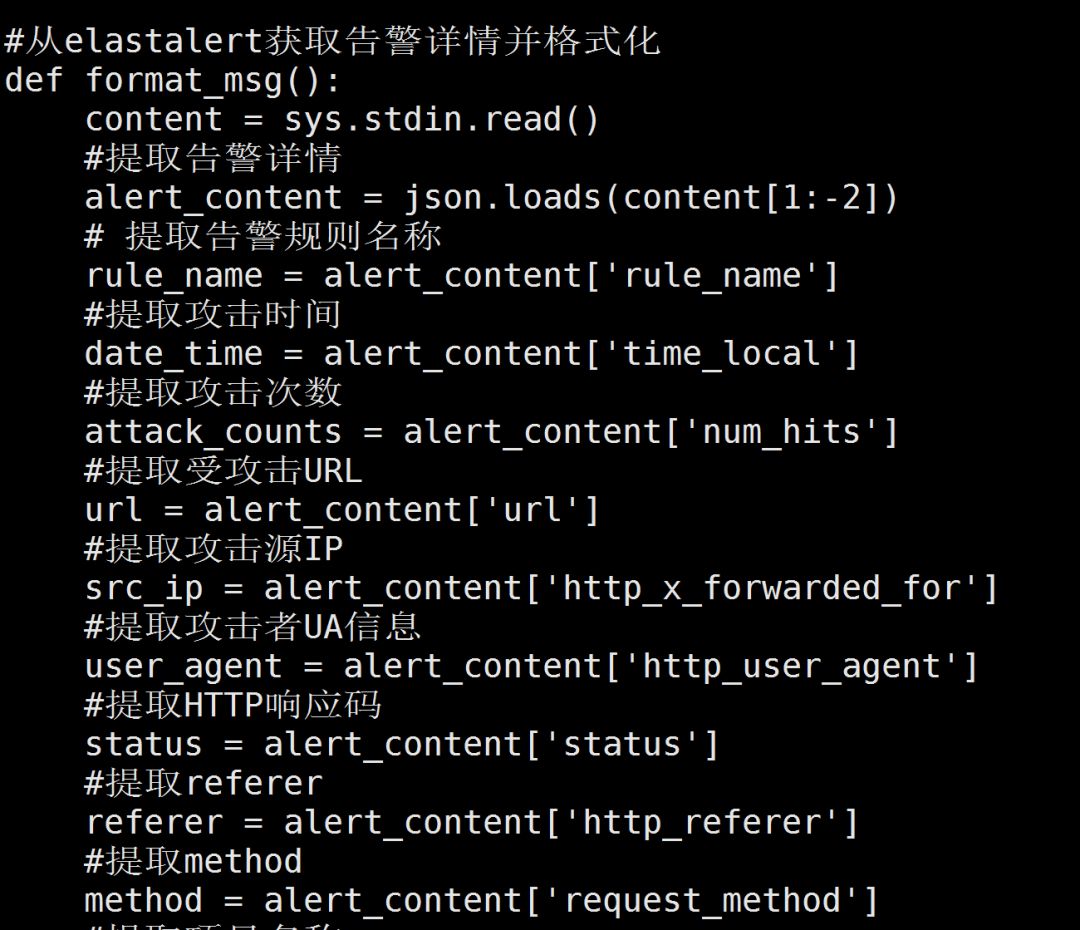 #从elastalert获取告警详情并格式化
def format_msg():
    content = sys.stdin.read()
    #提取告警详情
    alert_content = json.loads(content[1:-2])
    # 提取告警规则名称
    rule_name = alert_content['rule_name']
    #提取攻击时间
    date_time = alert_content['time_local']
    #提取攻击次数
    attack_counts = alert_content['num_hits']
    #提取受攻击URL
    url = alert_content['url']
    #提取攻击源IP
    src_ip = alert_content['http_x_forwarded_for']
    #提取攻击者UA信息
    user_agent = alert_content['http_user_agent']
    #提取HTTP响应码
    status = alert_content['status']
    #提取referer
    referer = alert_content['http_referer']
    #提取method
    method = alert_content['request_method']